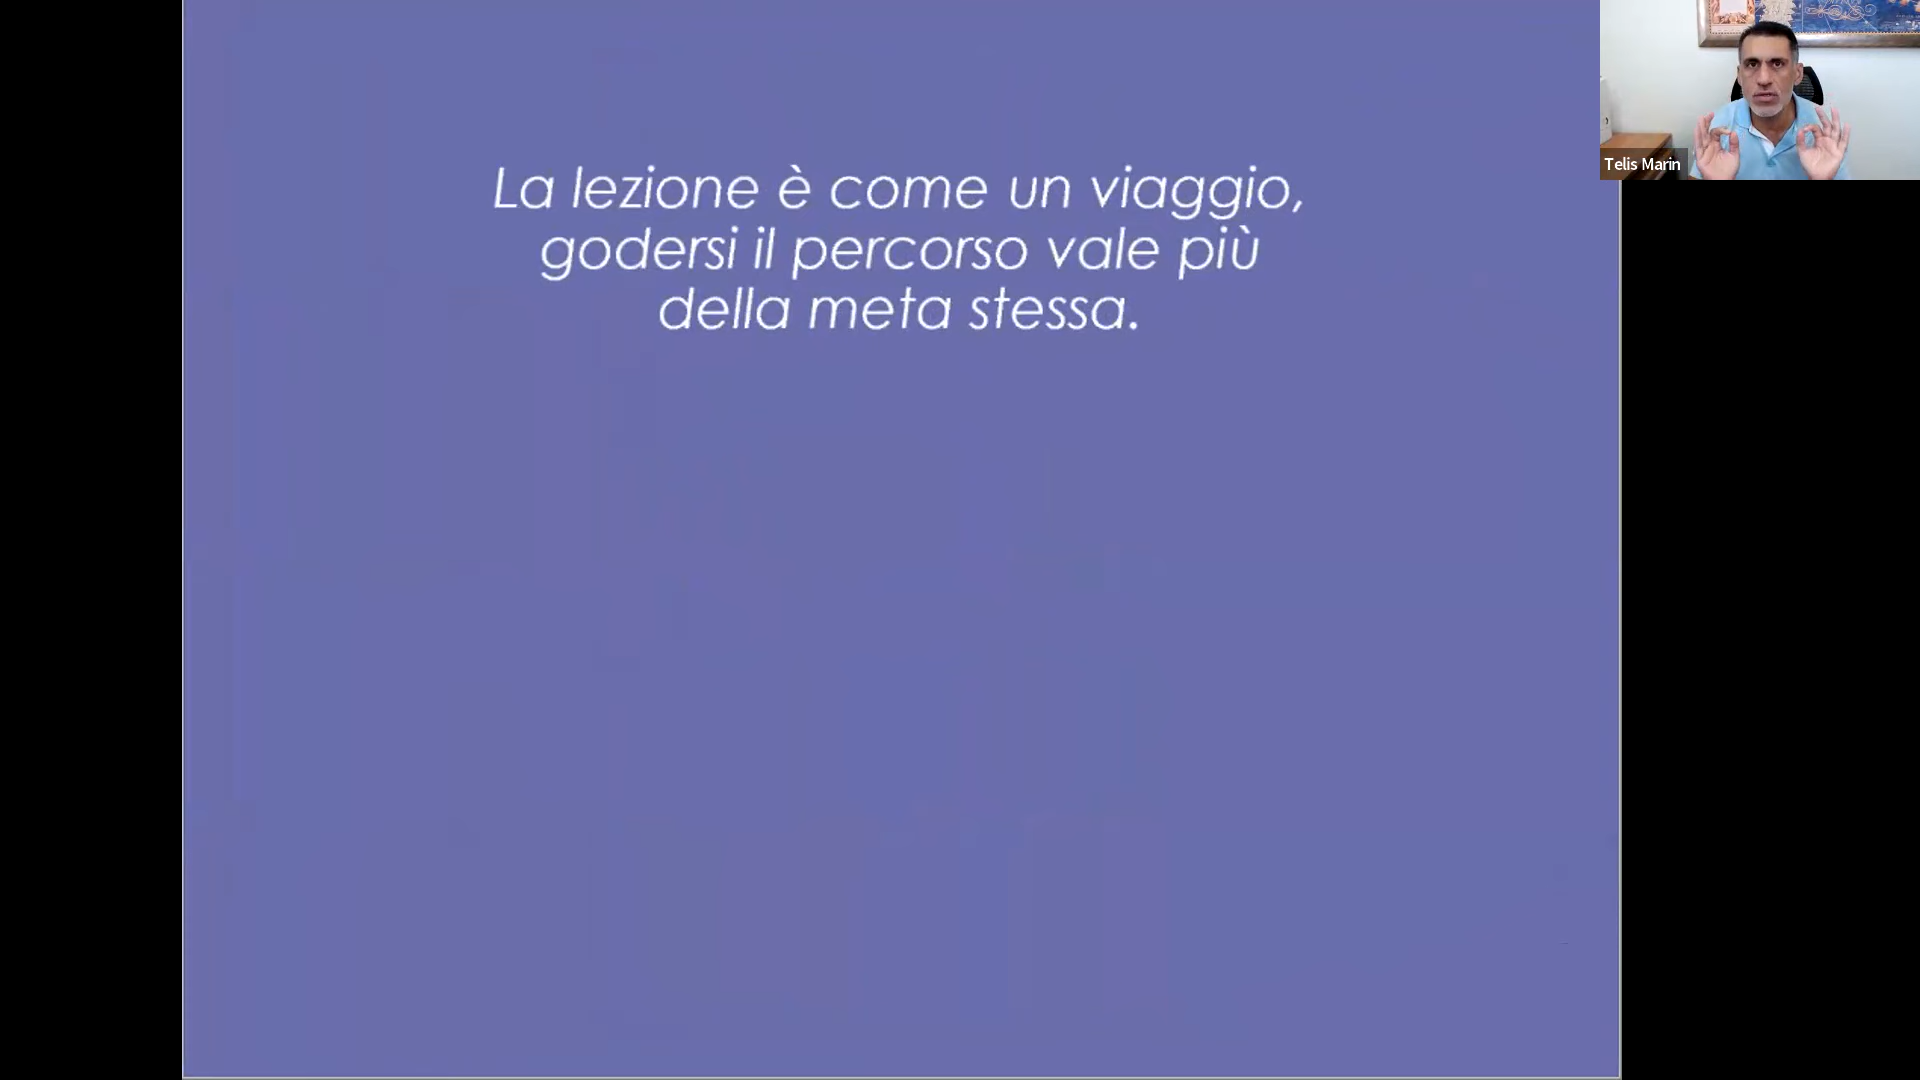 La lezione è come un viaggio,
godersi il percorso vale più
della meta stessa.
Telis Marin